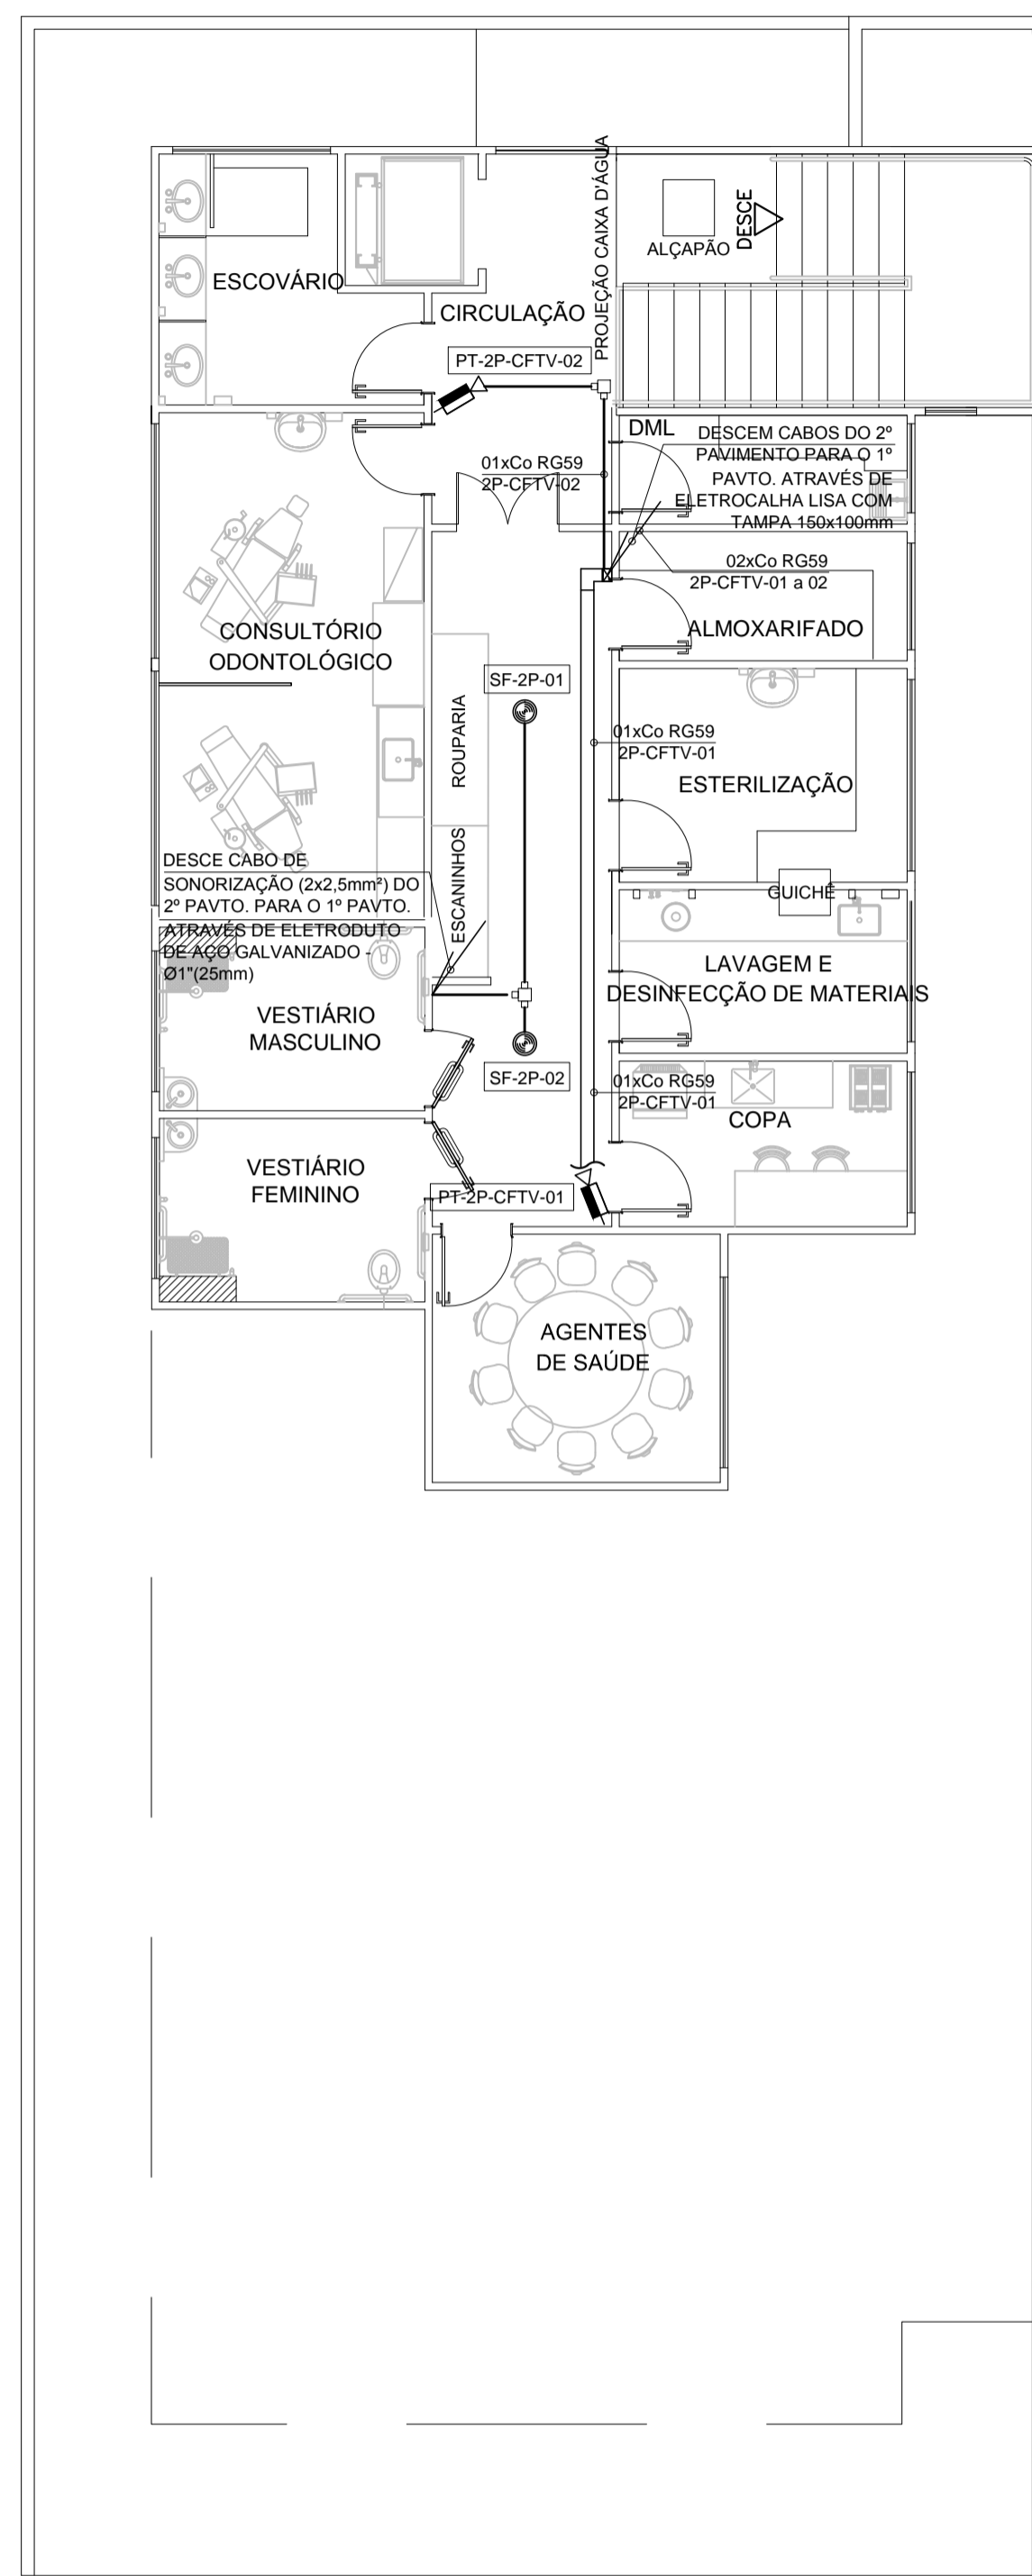 PROJEÇÃO CAIXA D'ÁGUA
ALÇAPÃO
DESCE
ESCOVÁRIO
CIRCULAÇÃO
PT-2P-CFTV-02
DML
DESCEM CABOS DO 2º
PAVIMENTO PARA O 1º
PAVTO. ATRAVÉS DE
ELETROCALHA LISA COM
TAMPA 150x100mm
01xCo RG59
2P-CFTV-02
02xCo RG59
2P-CFTV-01 a 02
ALMOXARIFADO
CONSULTÓRIO
ODONTOLÓGICO
SF-2P-01
ROUPARIA
01xCo RG59
2P-CFTV-01
ESTERILIZAÇÃO
ESCANINHOS
DESCE CABO DE
SONORIZAÇÃO (2x2,5mm²) DO
2º PAVTO. PARA O 1º PAVTO.
ATRAVÉS DE ELETRODUTO
DE AÇO GALVANIZADO -
Ø1"(25mm)
GUICHÊ
LAVAGEM E
DESINFECÇÃO DE MATERIAIS
VESTIÁRIO
MASCULINO
SF-2P-02
01xCo RG59
2P-CFTV-01
COPA
VESTIÁRIO
FEMININO
PT-2P-CFTV-01
AGENTES
DE SAÚDE